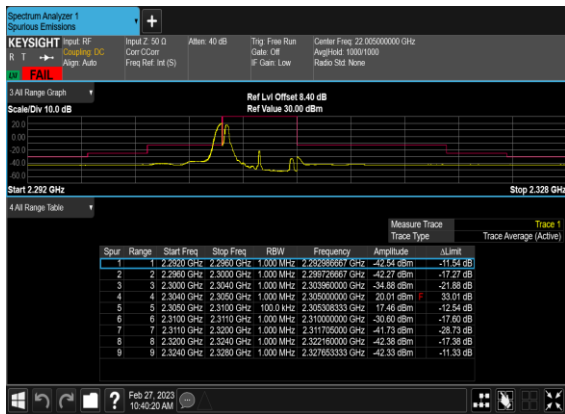 Spectrum Analyzer 1
Spurious Emissions
KEYSIGHT Input: RF Input Z: 50 Ω Atten: 40 dB Trig: Free Run Center Freq: 22.005000000 GHz
R T Coupling: DC Corr CCorr Gate: Off Avg|Hold: 1000/1000
Align: Auto Freq Ref: Int (S) IF Gain: Low Radio Std: None
FAIL
3 All Range Graph Ref Lvl Offset 8.40 dB
Scale/Div 10.0 dB Ref Value 30.00 dBm
20.0
0.00
-20.0
-40.0
-60.0
Start 2.292 GHz Stop 2.328 GHz
4 All Range Table
Measure Trace Trace 1
Trace Type Trace Average (Active)
Spur Range Start Freq Stop Freq RBW Frequency Amplitude ΔLimit
1 1 2.2920 GHz 2.2960 GHz 1.000 MHz 2.292986667 GHz -42.54 dBm -11.54 dB
2 2 2.2960 GHz 2.3000 GHz 1.000 MHz 2.299726667 GHz -42.27 dBm -17.27 dB
3 3 2.3000 GHz 2.3040 GHz 1.000 MHz 2.303960000 GHz -34.88 dBm -21.88 dB
4 4 2.3040 GHz 2.3050 GHz 1.000 MHz 2.305000000 GHz 20.01 dBm F 33.01 dB
5 5 2.3050 GHz 2.3100 GHz 100.0 kHz 2.305308333 GHz 17.46 dBm -12.54 dB
6 6 2.3100 GHz 2.3110 GHz 1.000 MHz 2.310000000 GHz -30.60 dBm -17.60 dB
7 7 2.3110 GHz 2.3200 GHz 1.000 MHz 2.311705000 GHz -41.73 dBm -28.73 dB
8 8 2.3200 GHz 2.3240 GHz 1.000 MHz 2.322160000 GHz -42.38 dBm -17.38 dB
9 9 2.3240 GHz 2.3280 GHz 1.000 MHz 2.327653333 GHz -42.33 dBm -11.33 dB
Feb 27, 2023
10:40:20 AM